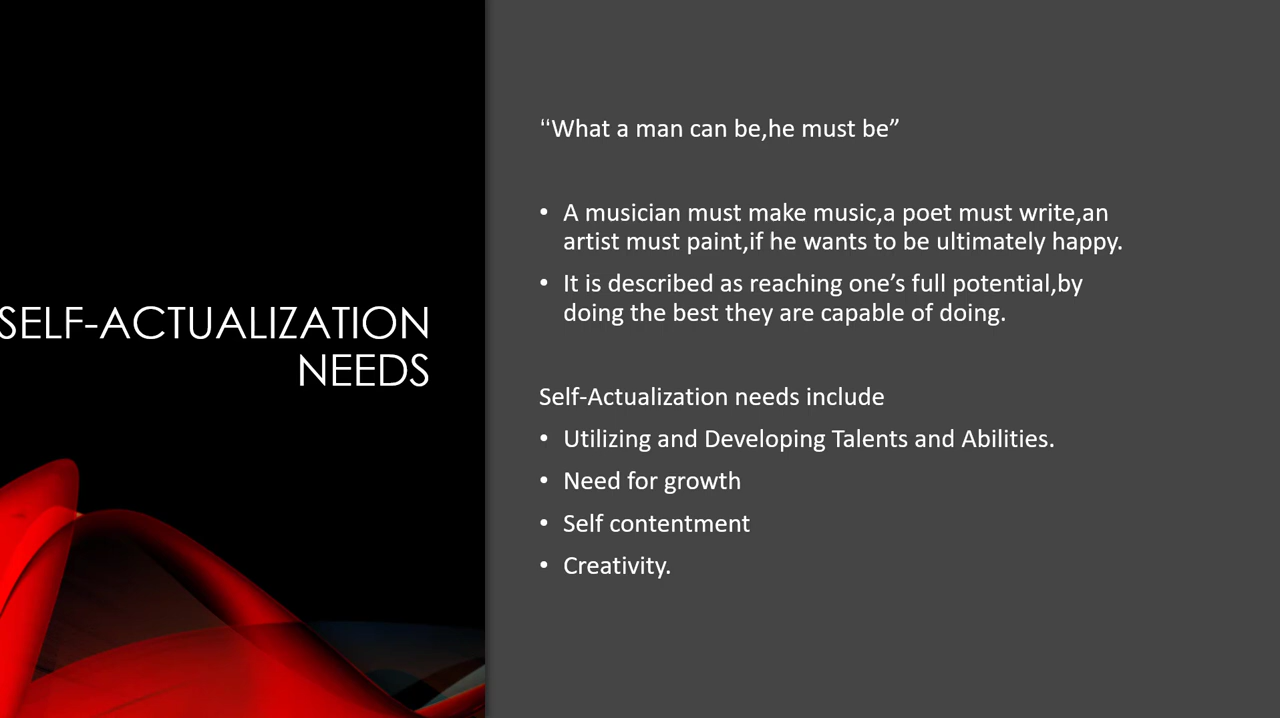 SELF-ACTUALIZATION
NEEDS
“What a man can be,he must be”
• A musician must make music,a poet must write,an
artist must paint,if he wants to be ultimately happy.
• It is described as reaching one’s full potential,by
doing the best they are capable of doing.
Self-Actualization needs include
• Utilizing and Developing Talents and Abilities.
• Need for growth
• Self contentment
• Creativity.